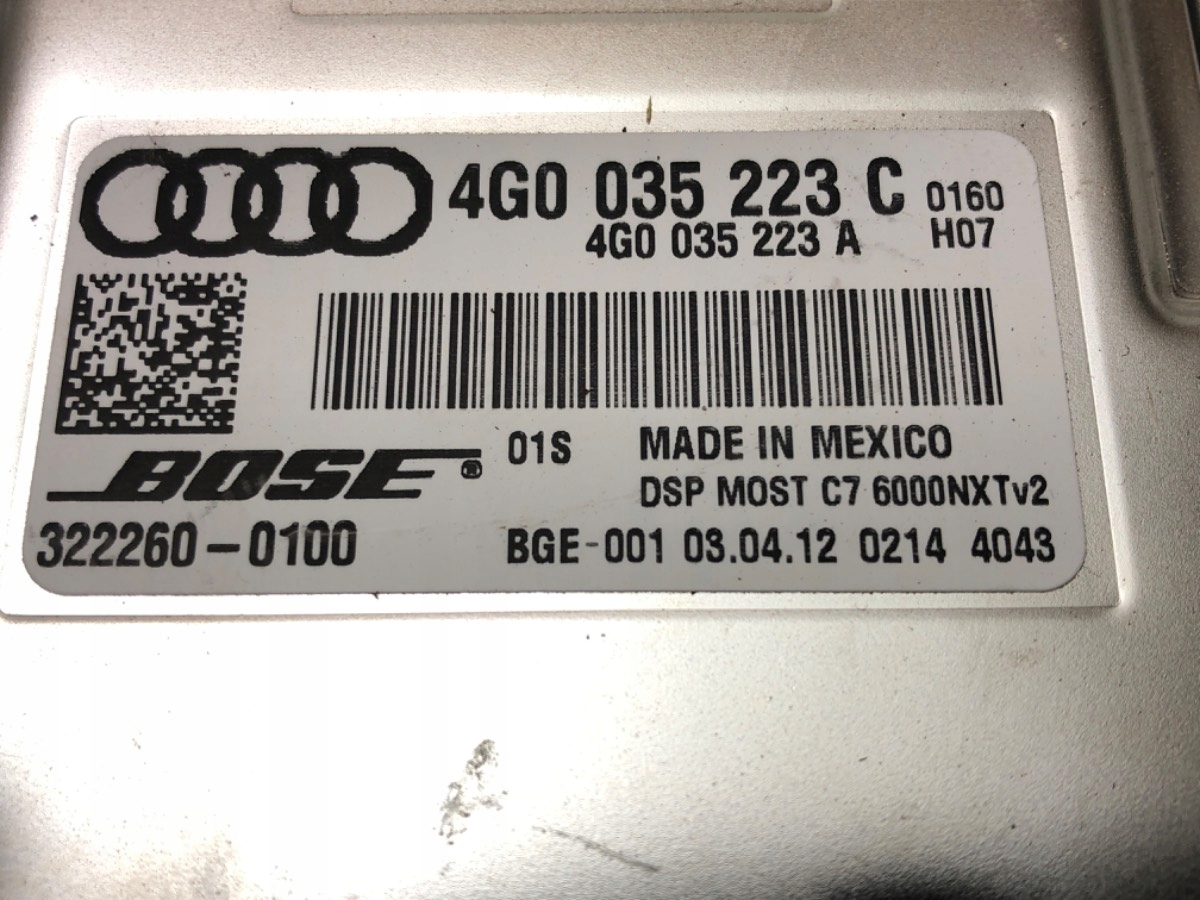 4G0 035 223 C 0160
4G0 035 223 A H07
BOSE® 01S MADE IN MEXICO
DSP MOST C7 6000NXTv2
322260-0100 BGE-001 03.04.12 0214 4043